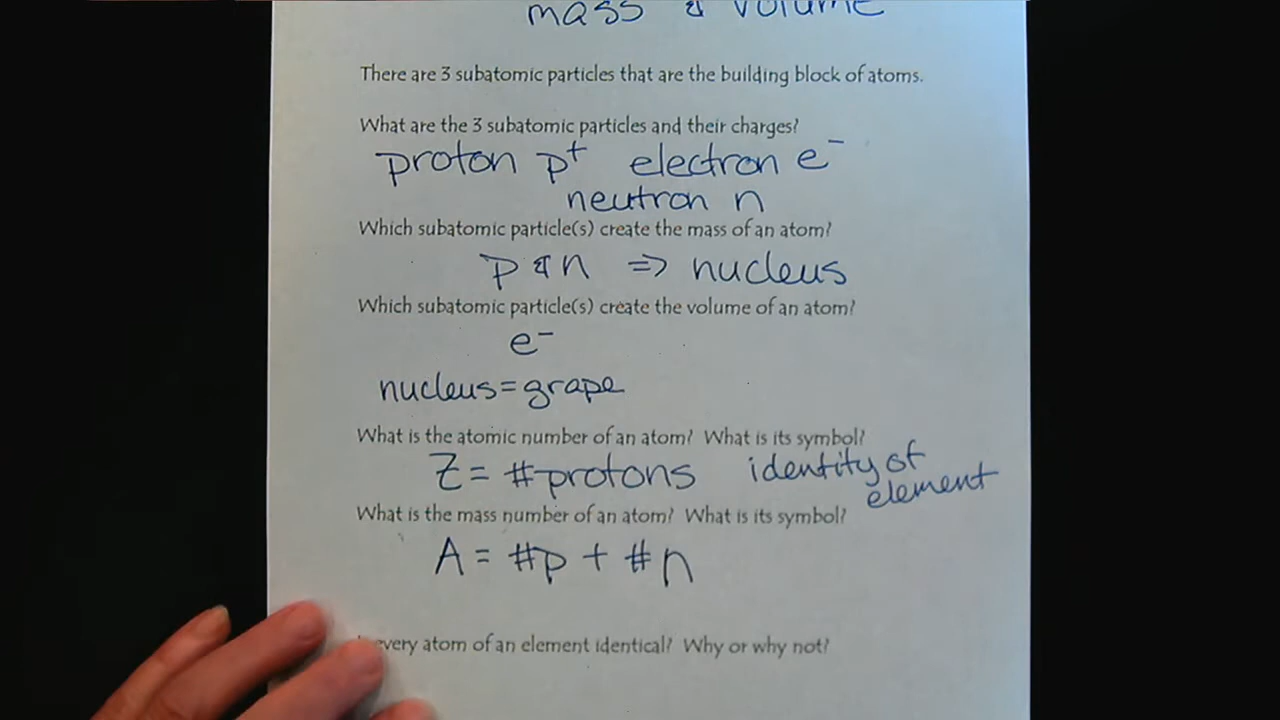 mass & volume
There are 3 subatomic particles that are the building block of atoms.
What are the 3 subatomic particles and their charges?
proton p⁺ electron e⁻
neutron n
Which subatomic particle(s) create the mass of an atom?
p & n ⇒ nucleus
Which subatomic particle(s) create the volume of an atom?
e⁻
nucleus = grape
What is the atomic number of an atom? What is its symbol?
Z = #protons identity of
element
What is the mass number of an atom? What is its symbol?
A = #p + #n
every atom of an element identical? Why or why not?